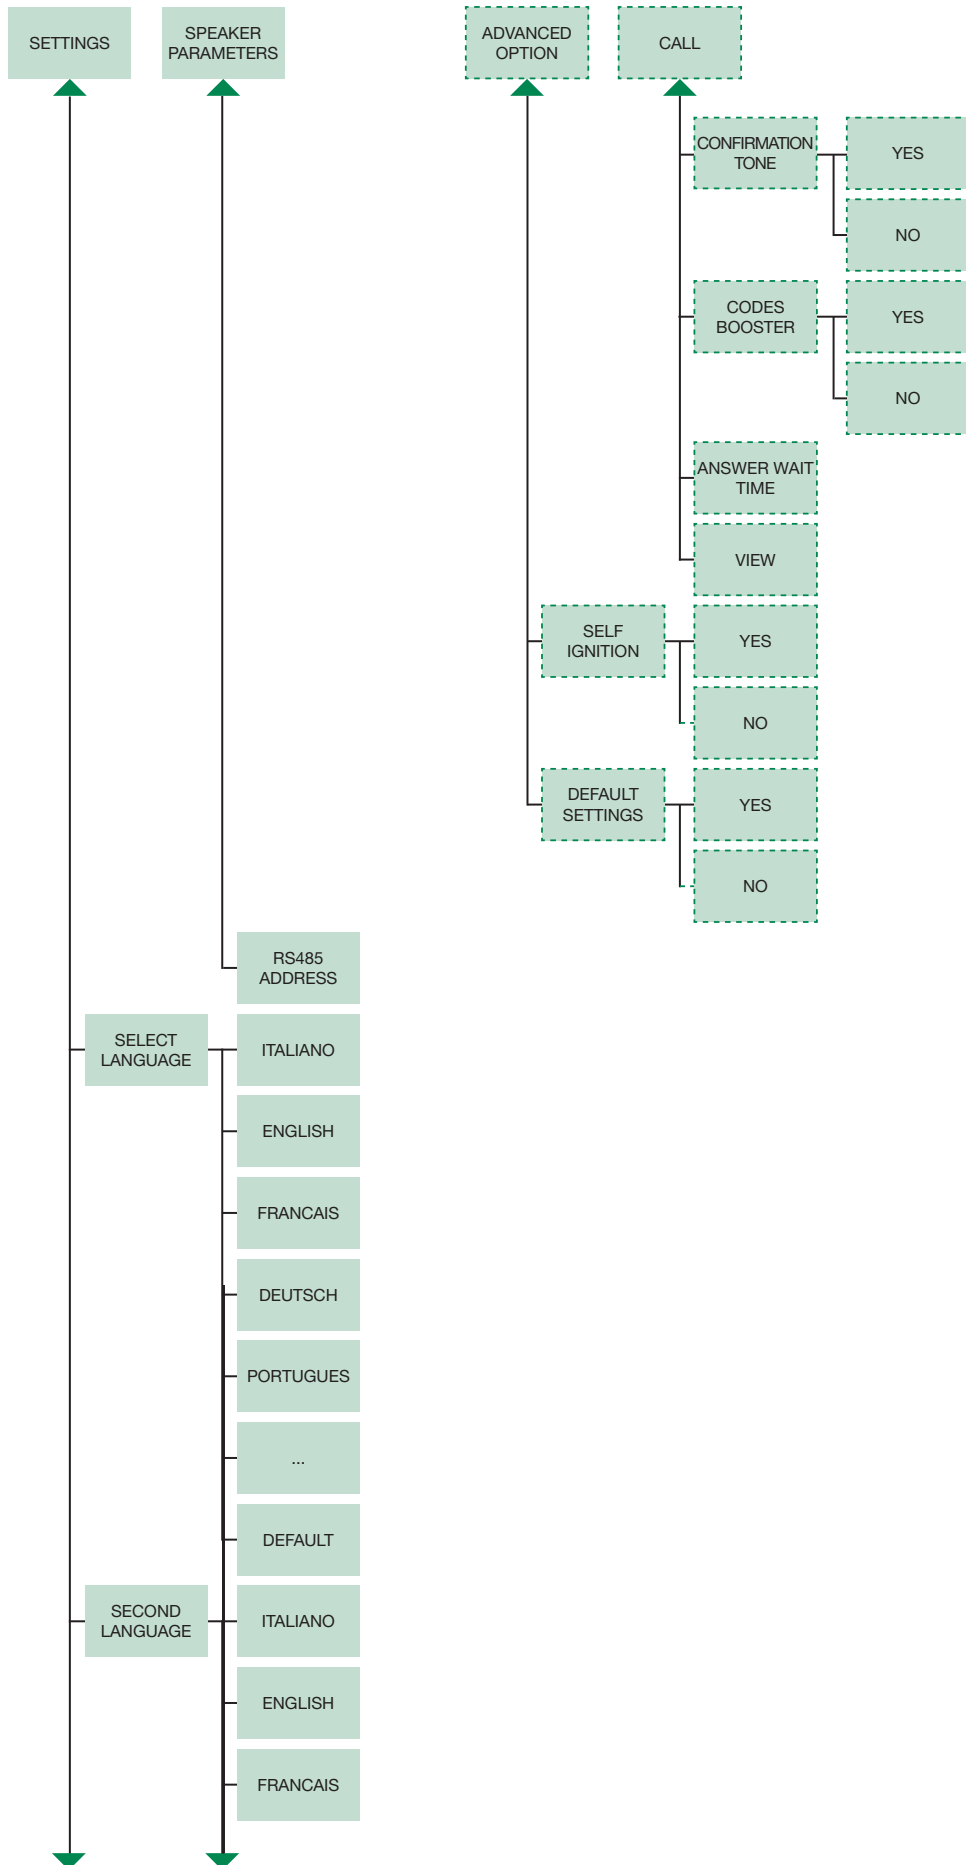 SETTINGS
SPEAKER
PARAMETERS
ADVANCED
OPTION
CALL
CONFIRMATION
TONE
YES
NO
CODES
BOOSTER
YES
NO
ANSWER WAIT
TIME
VIEW
SELF
IGNITION
YES
NO
DEFAULT
SETTINGS
YES
NO
RS485
ADDRESS
SELECT
LANGUAGE
ITALIANO
ENGLISH
FRANCAIS
DEUTSCH
PORTUGUES
...
DEFAULT
SECOND
LANGUAGE
ITALIANO
ENGLISH
FRANCAIS